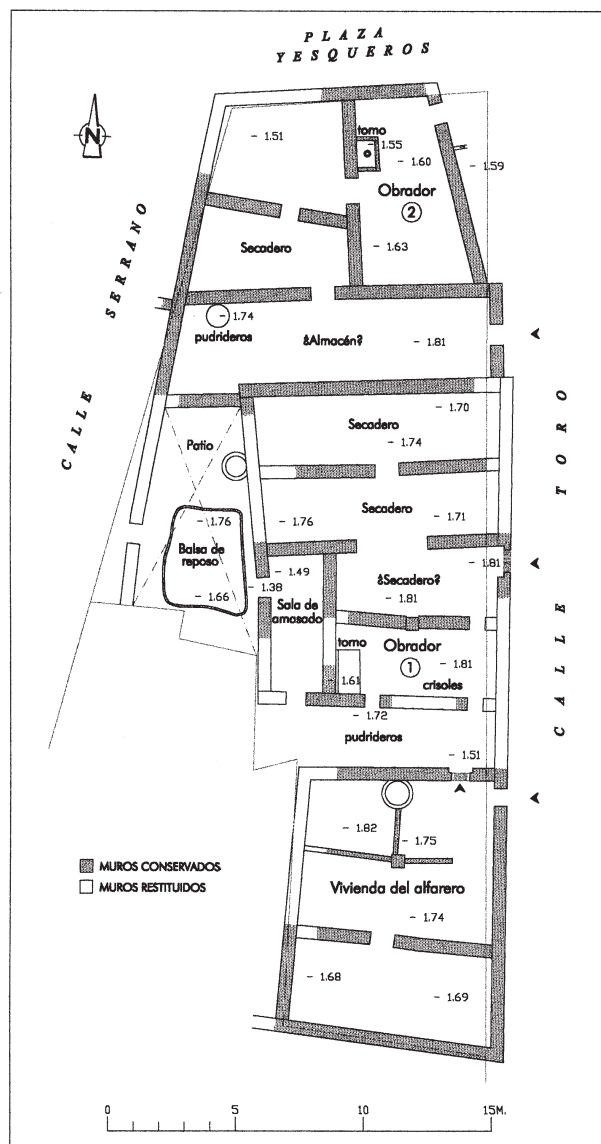 PLAZA
YESQUEROS
N
- 1.51
torno
- 1.55
- 1.60
- 1.59
Obrador
2
CALLE SERRANO
Secadero
- 1.63
- 1.74
pudrideros
¿Almacén?
- 1.81
- 1.70
Secadero
- 1.74
Patio
CALLE TORO
Secadero
- 1.76
- 1.76
- 1.71
Balsa de
reposo
- 1.49
- 1.81
- 1.38
¿Secadero?
- 1.66
Sala de
amasado
- 1.81
torno
Obrador
1
- 1.81
- 1.61
crisoles
- 1.72
pudrideros
- 1.51
- 1.82
- 1.75
MUROS CONSERVADOS
MUROS RESTITUIDOS
Vivienda del alfarero
- 1.74
- 1.68
- 1.69
0 5 10 15M.